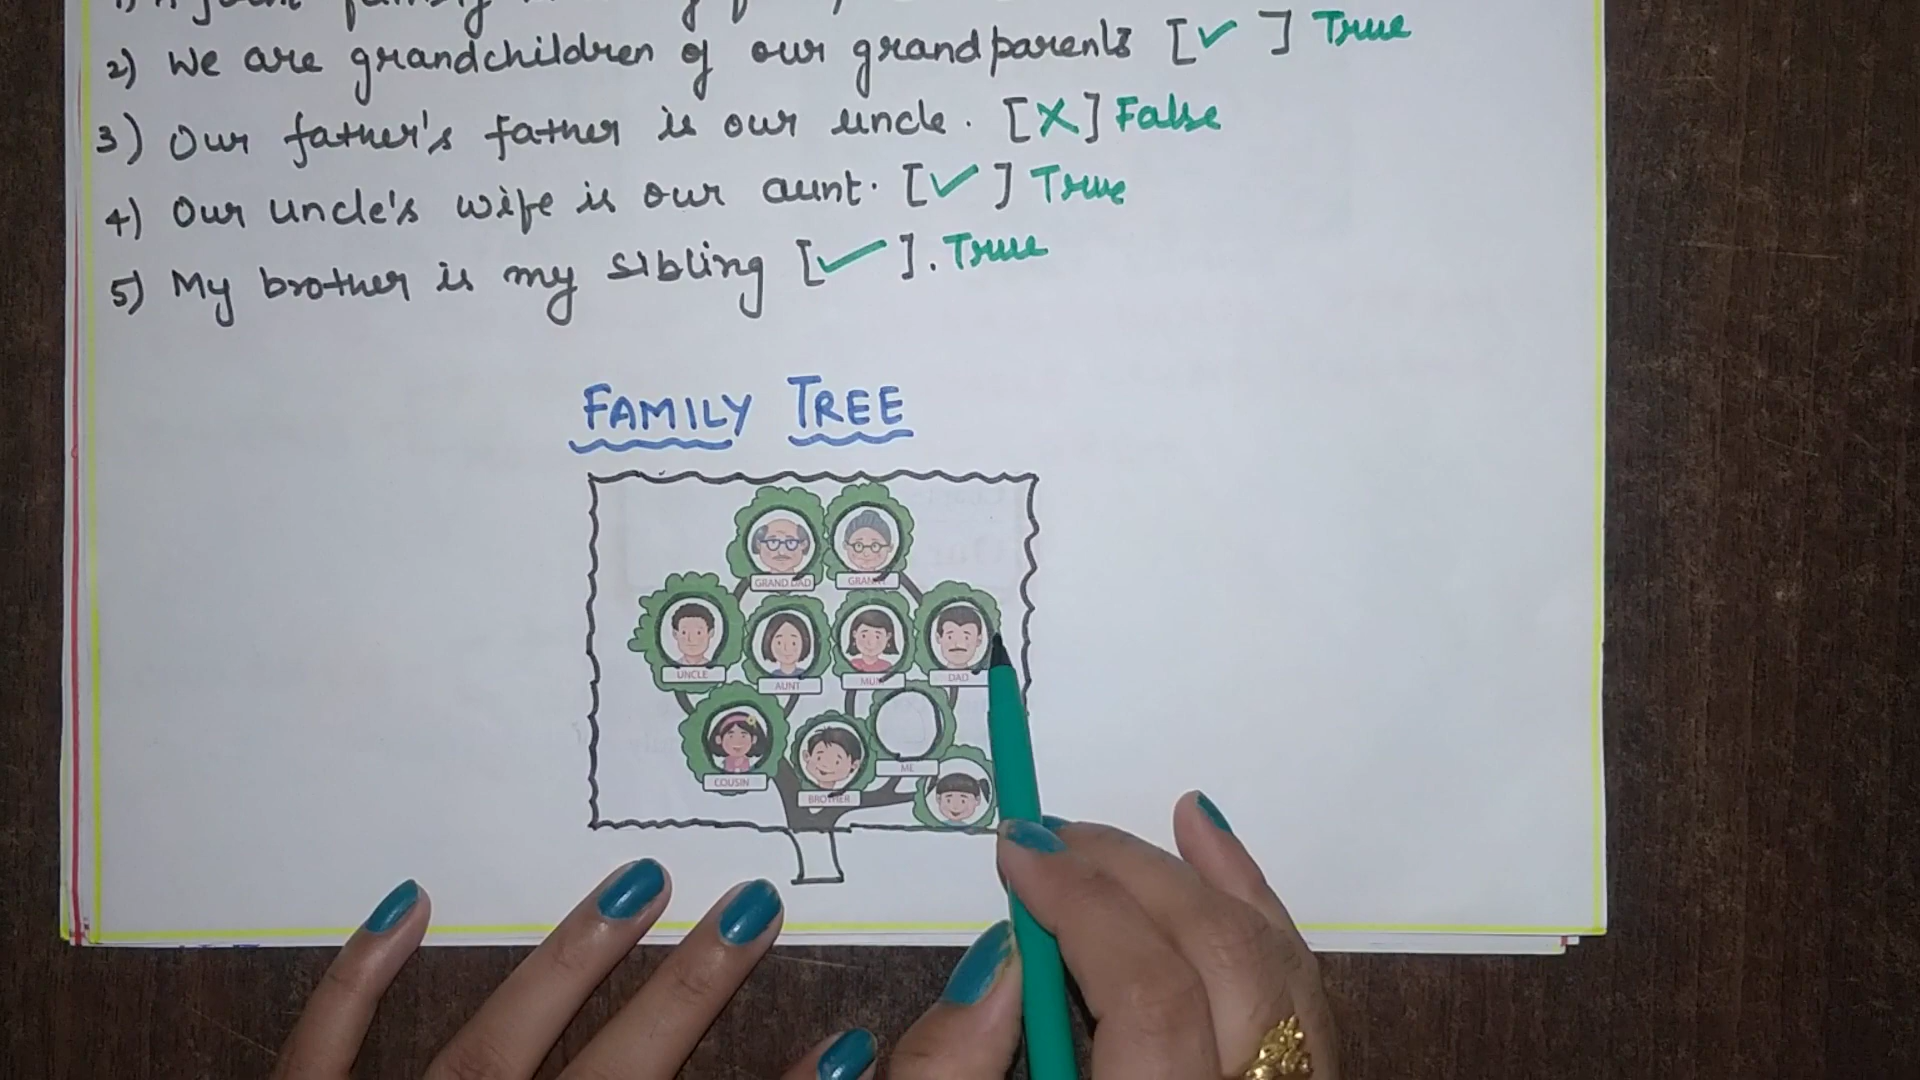 2) We are grandchildren of our grandparents [✓ ] True
3) Our father's father is our uncle. [X] False
4) Our uncle's wife is our aunt. [✓ ] True
5) My brother is my sibling [✓ ]. True
FAMILY TREE
GRAND DAD
UNCLE
AUNT
MUM
DAD
COUSIN
BROTHER
ME